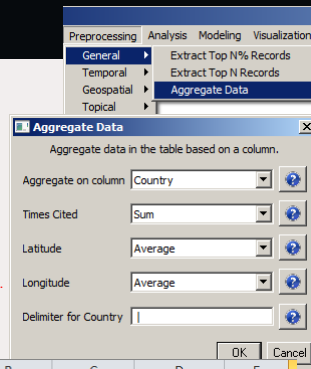 Preprocessing Analysis Modeling Visualization
General Extract Top N% Records
Temporal Extract Top N Records
Geospatial Aggregate Data
Topical
Aggregate Data
Aggregate data in the table based on a column.
Aggregate on column Country
Times Cited Sum
Latitude Average
Longitude Average
Delimiter for Country |
OK Cancel